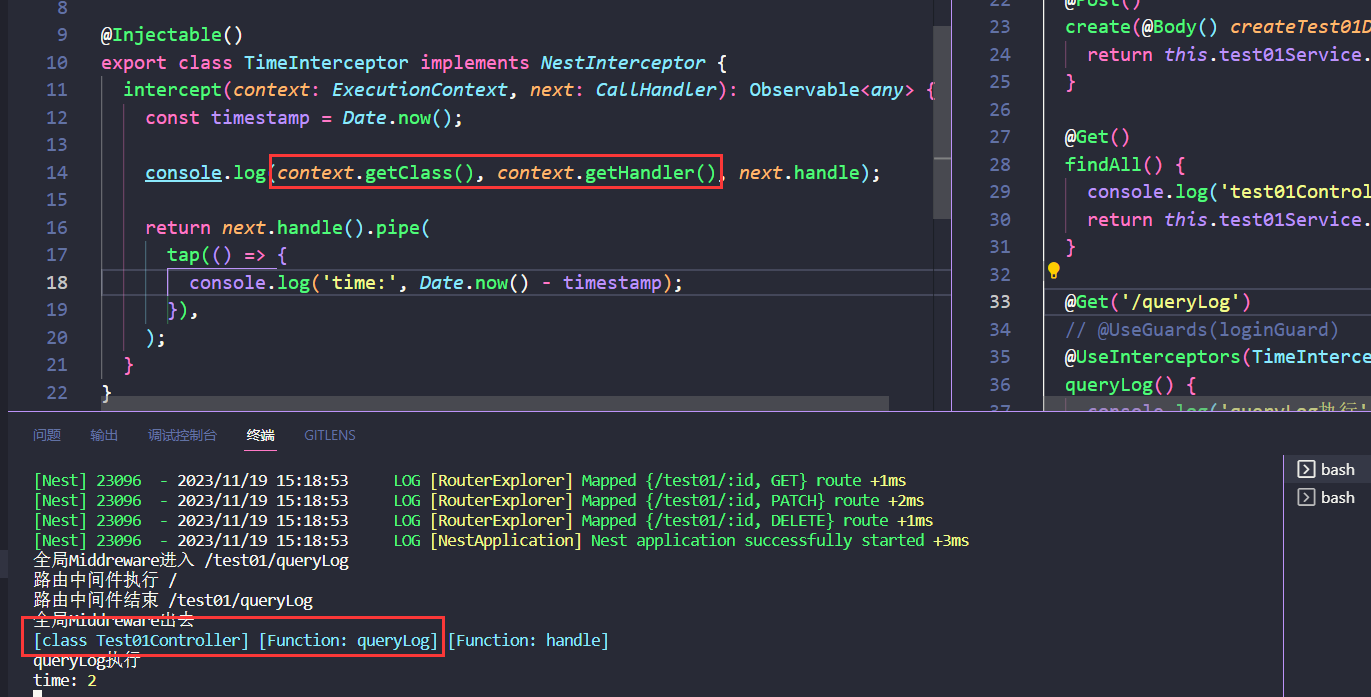 8
9 @Injectable()
10 export class TimeInterceptor implements NestInterceptor {
11 intercept(context: ExecutionContext, next: CallHandler): Observable<any> {
12 const timestamp = Date.now();
13
14 console.log(context.getClass(), context.getHandler(), next.handle);
15
16 return next.handle().pipe(
17 tap(() => {
18 console.log('time:', Date.now() - timestamp);
19 }),
20 );
21 }
22 }
22 @Post()
23 create(@Body() createTest01D
24 return this.test01Service.
25 }
26
27 @Get()
28 findAll() {
29 console.log('test01Control
30 return this.test01Service.
31 }
32
33 @Get('/queryLog')
34 // @UseGuards(loginGuard)
35 @UseInterceptors(TimeInterce
36 queryLog() {
37 console.log('queryLog执行'
问题 输出 调试控制台 终端 GITLENS
[Nest] 23096 - 2023/11/19 15:18:53 LOG [RouterExplorer] Mapped {/test01/:id, GET} route +1ms
[Nest] 23096 - 2023/11/19 15:18:53 LOG [RouterExplorer] Mapped {/test01/:id, PATCH} route +2ms
[Nest] 23096 - 2023/11/19 15:18:53 LOG [RouterExplorer] Mapped {/test01/:id, DELETE} route +1ms
[Nest] 23096 - 2023/11/19 15:18:53 LOG [NestApplication] Nest application successfully started +3ms
全局Middreware进入 /test01/queryLog
路由中间件执行 /
路由中间件结束 /test01/queryLog
全局Middreware出去
[class Test01Controller] [Function: queryLog] [Function: handle]
queryLog执行
time: 2
bash
bash